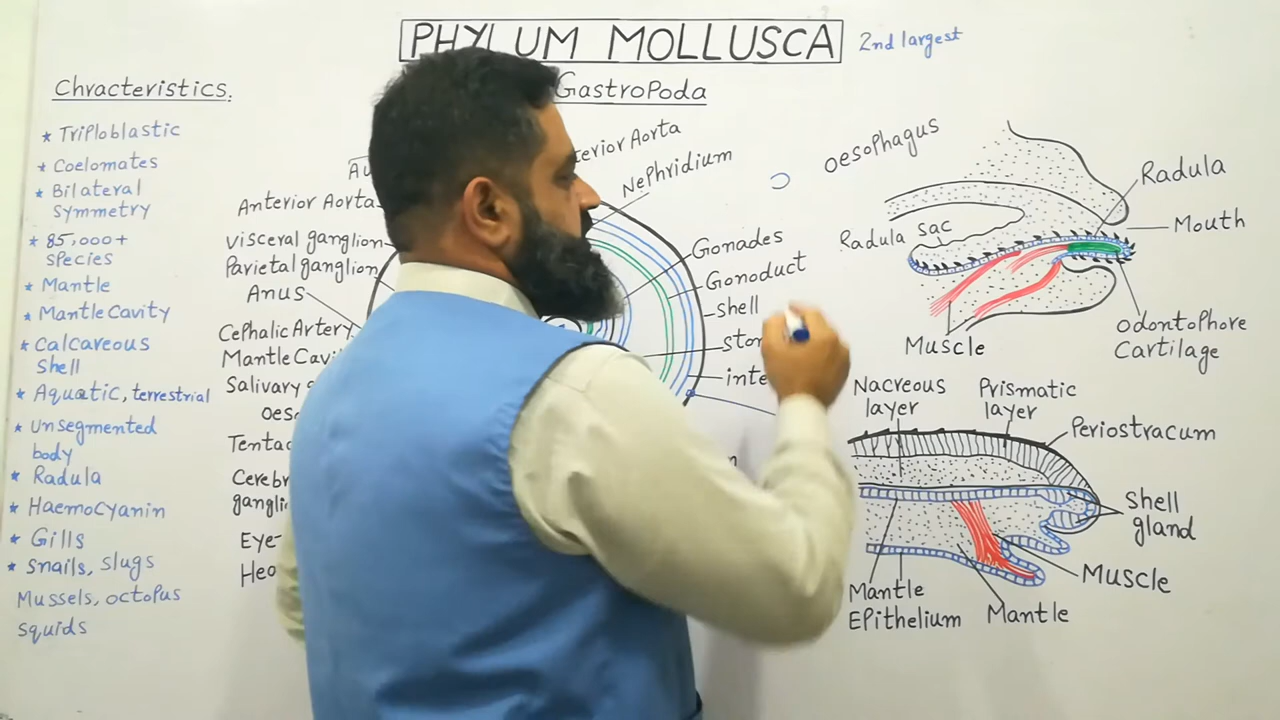 PHYLUM MOLLUSCA
2nd largest
Chracteristics.
* Triploblastic
* Coelomates
* Bilateral
Symmetry
* 85,000+
species
* Mantle
* Mantle Cavity
* Calcareous
Shell
* Aquatic, terrestrial
* Unsegmented
body
* Radula
* Haemocyanin
* Gills
* Snails, Slugs
Mussels, octopus
squids
GastroPoda
Anterior Aorta
Visceral ganglion
Parietal ganglion
Anus
Cephalic Artery
Mantle
Salivary
Eye
terior Aorta
Nephridium
Gonades
Gonoduct
Shell
Oesophagus
Radula
Mouth
Radula Sac
Muscle
Odontophore
Cartilage
Nacreous
layer
Prismatic
layer
Periostracum
Shell
gland
Muscle
Mantle
Mantle
Epithelium